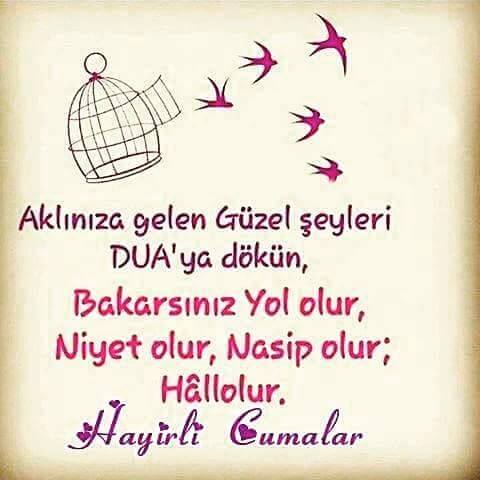 Aklınıza gelen Güzel şeyleri
DUA'ya dökün,
Bakarsınız Yol olur,
Niyet olur, Nasip olur;
Hâllolur.
Hayirli Cumalar